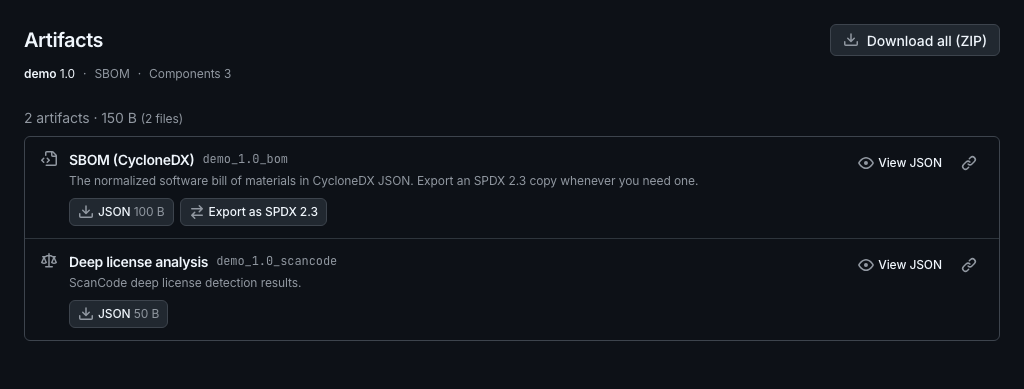 Artifacts
Download all (ZIP)
demo 1.0 · SBOM · Components 3
2 artifacts · 150 B (2 files)
SBOM (CycloneDX) demo_1.0_bom
View JSON
The normalized software bill of materials in CycloneDX JSON. Export an SPDX 2.3 copy whenever you need one.
JSON 100 B
Export as SPDX 2.3
Deep license analysis demo_1.0_scancode
View JSON
ScanCode deep license detection results.
JSON 50 B